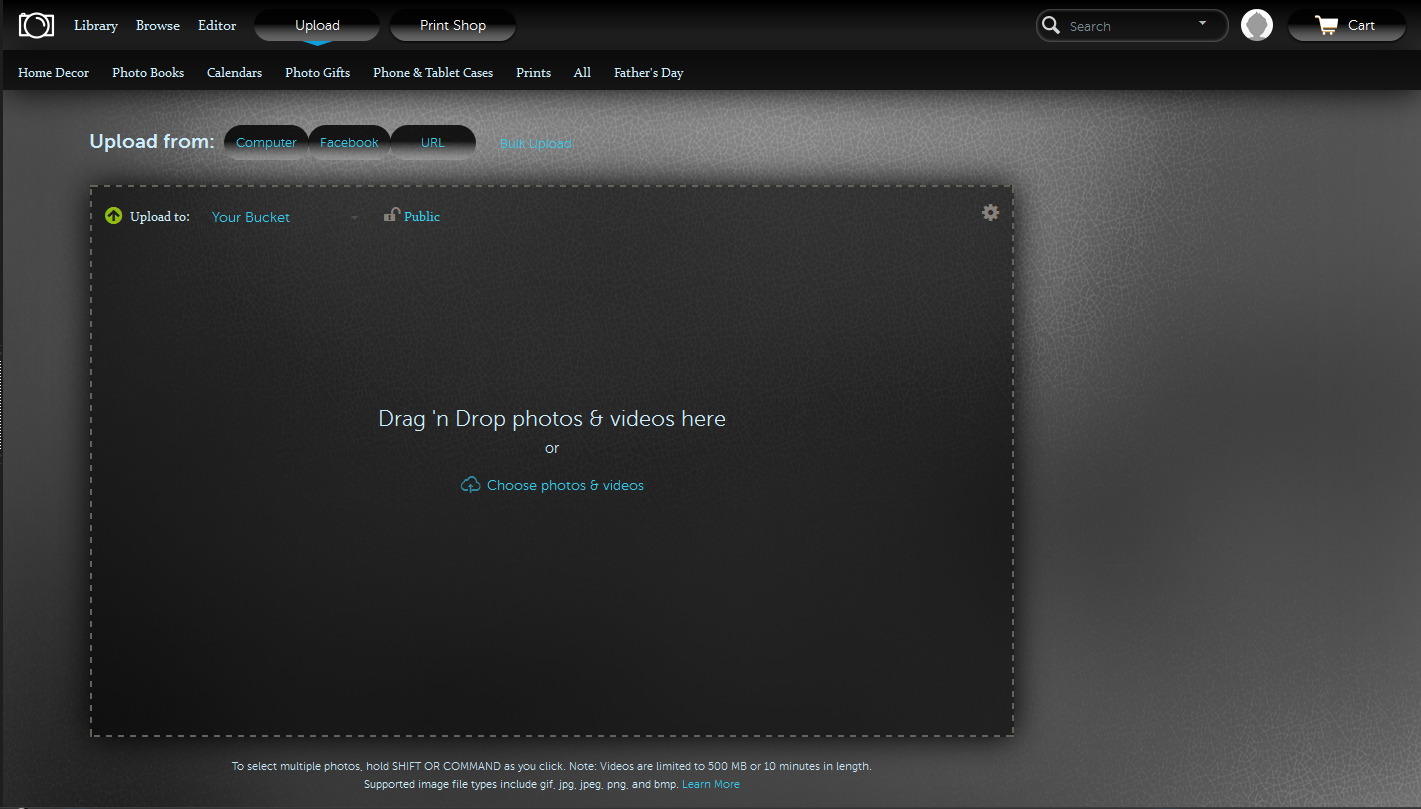 Library Browse Editor Upload Print Shop Search Cart
Home Decor Photo Books Calendars Photo Gifts Phone & Tablet Cases Prints All Father's Day
Upload from: Computer Facebook URL Bulk Upload
Upload to: Your Bucket Public
Drag 'n Drop photos & videos here
or
Choose photos & videos
To select multiple photos, hold SHIFT OR COMMAND as you click. Note: Videos are limited to 500 MB or 10 minutes in length.
Supported image file types include gif, jpg, jpeg, png, and bmp. Learn More